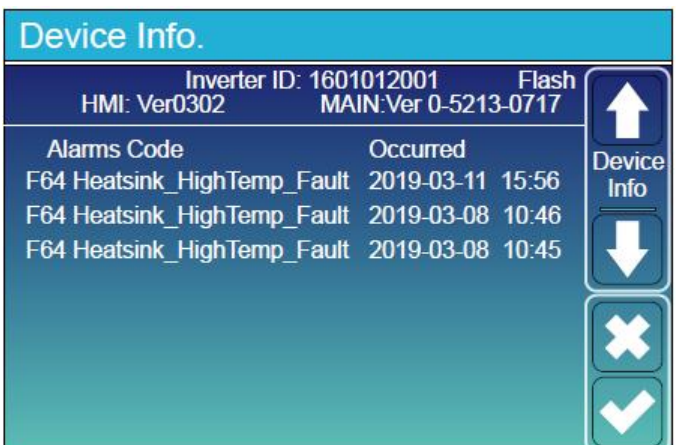 Device Info.
Inverter ID: 1601012001 Flash
HMI: Ver0302 MAIN:Ver 0-5213-0717
Alarms Code Occurred
F64 Heatsink_HighTemp_Fault 2019-03-11 15:56
F64 Heatsink_HighTemp_Fault 2019-03-08 10:46
F64 Heatsink_HighTemp_Fault 2019-03-08 10:45
Device
Info